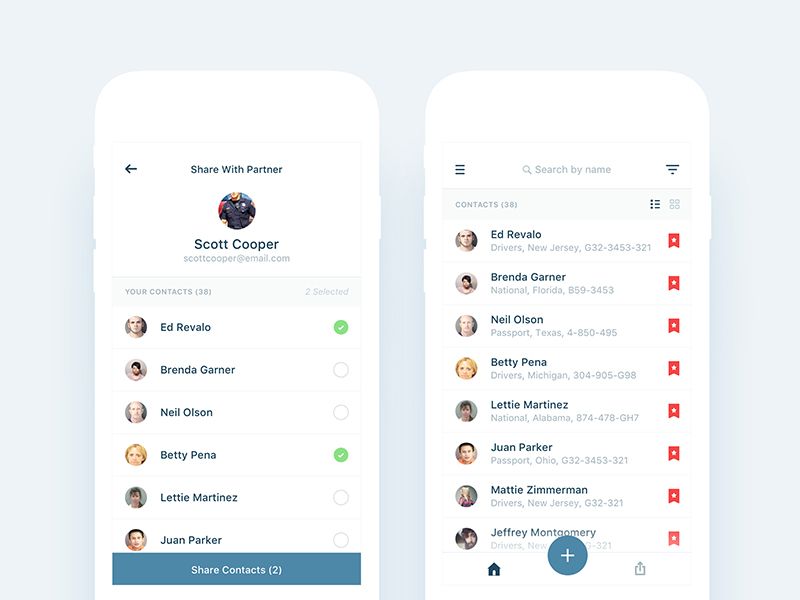 Share With Partner
Scott Cooper
scottcooper@email.com
YOUR CONTACTS (38)
2 Selected
Ed Revalo
Brenda Garner
Neil Olson
Betty Pena
Lettie Martinez
Juan Parker
Share Contacts (2)
Search by name
CONTACTS (38)
Ed Revalo
Drivers, New Jersey, G32-3453-321
Brenda Garner
National, Florida, B59-3453
Neil Olson
Passport, Texas, 4-850-495
Betty Pena
Drivers, Michigan, 304-905-G98
Lettie Martinez
National, Alabama, 874-478-GH7
Juan Parker
Passport, Ohio, G32-3453-321
Mattie Zimmerman
Drivers, New Jersey, G32-321
Jeffrey Montgomery
Drivers, New -321